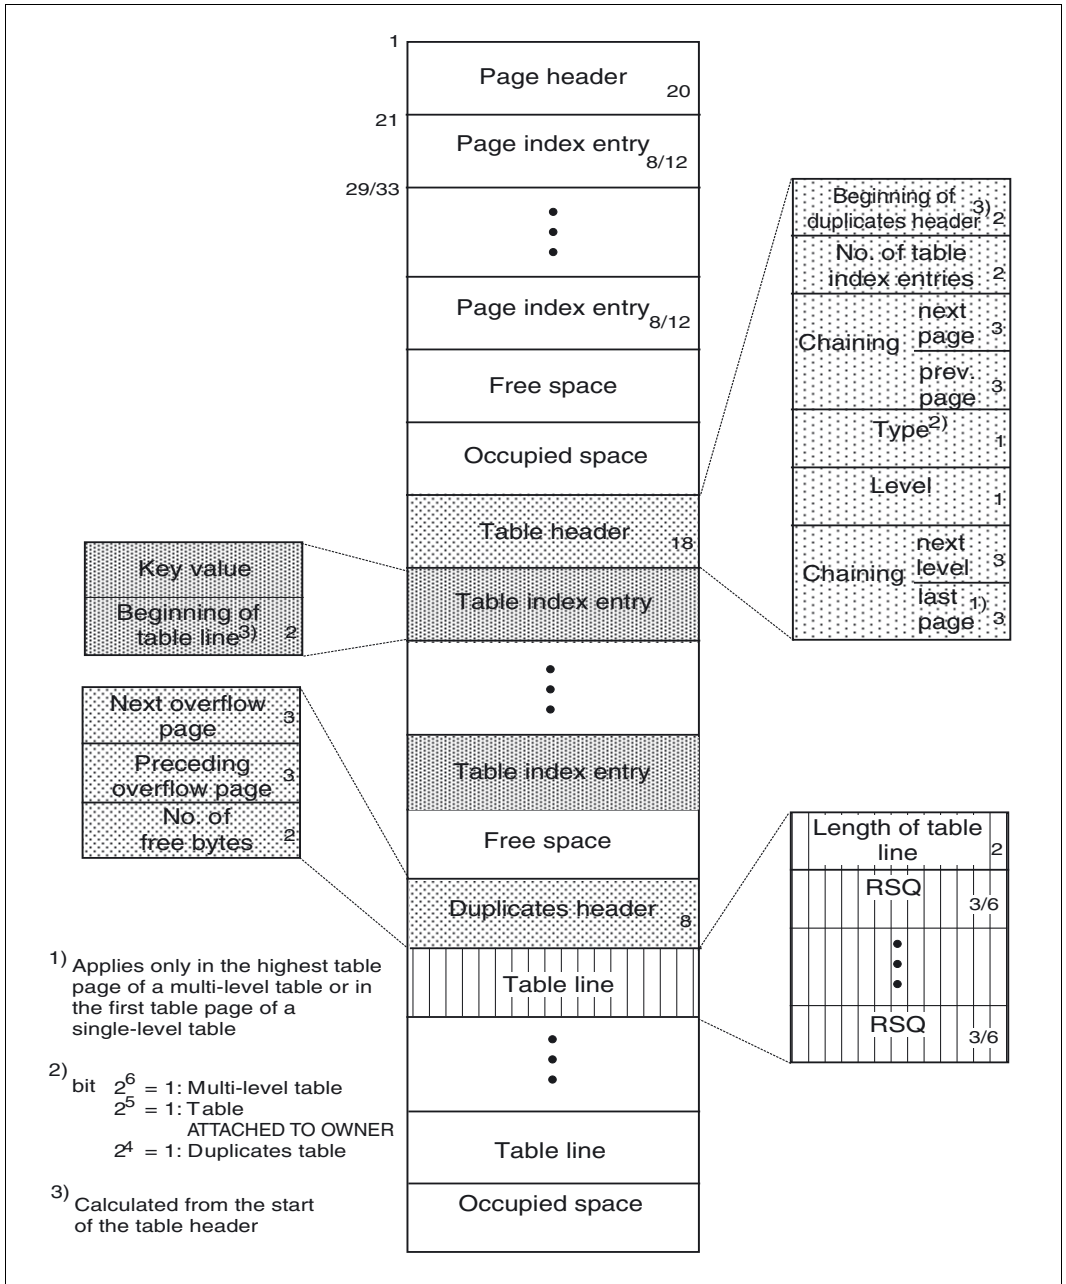 1
Page header
20
21
Page index entry
8/12
29/33
Page index entry
8/12
Free space
Occupied space
Table header
18
Table index entry
Table index entry
Free space
Duplicates header
8
Table line
Table line
Occupied space
Beginning of
duplicates header 3)
2
No. of table
index entries
2
Chaining
next
page
3
prev.
page
3
Type2)
1
Level
1
Chaining
next
level
3
last 1)
page
3
Key value
Beginning of
table line3)
2
Next overflow
page
3
Preceding
overflow page
3
No. of
free bytes
2
Length of table
line
2
RSQ
3/6
RSQ
3/6
1) Applies only in the highest table
page of a multi-level table or in
the first table page of a
single-level table
2) bit 2^6 = 1: Multi-level table
2^5 = 1: Table
ATTACHED TO OWNER
2^4 = 1: Duplicates table
3) Calculated from the start
of the table header